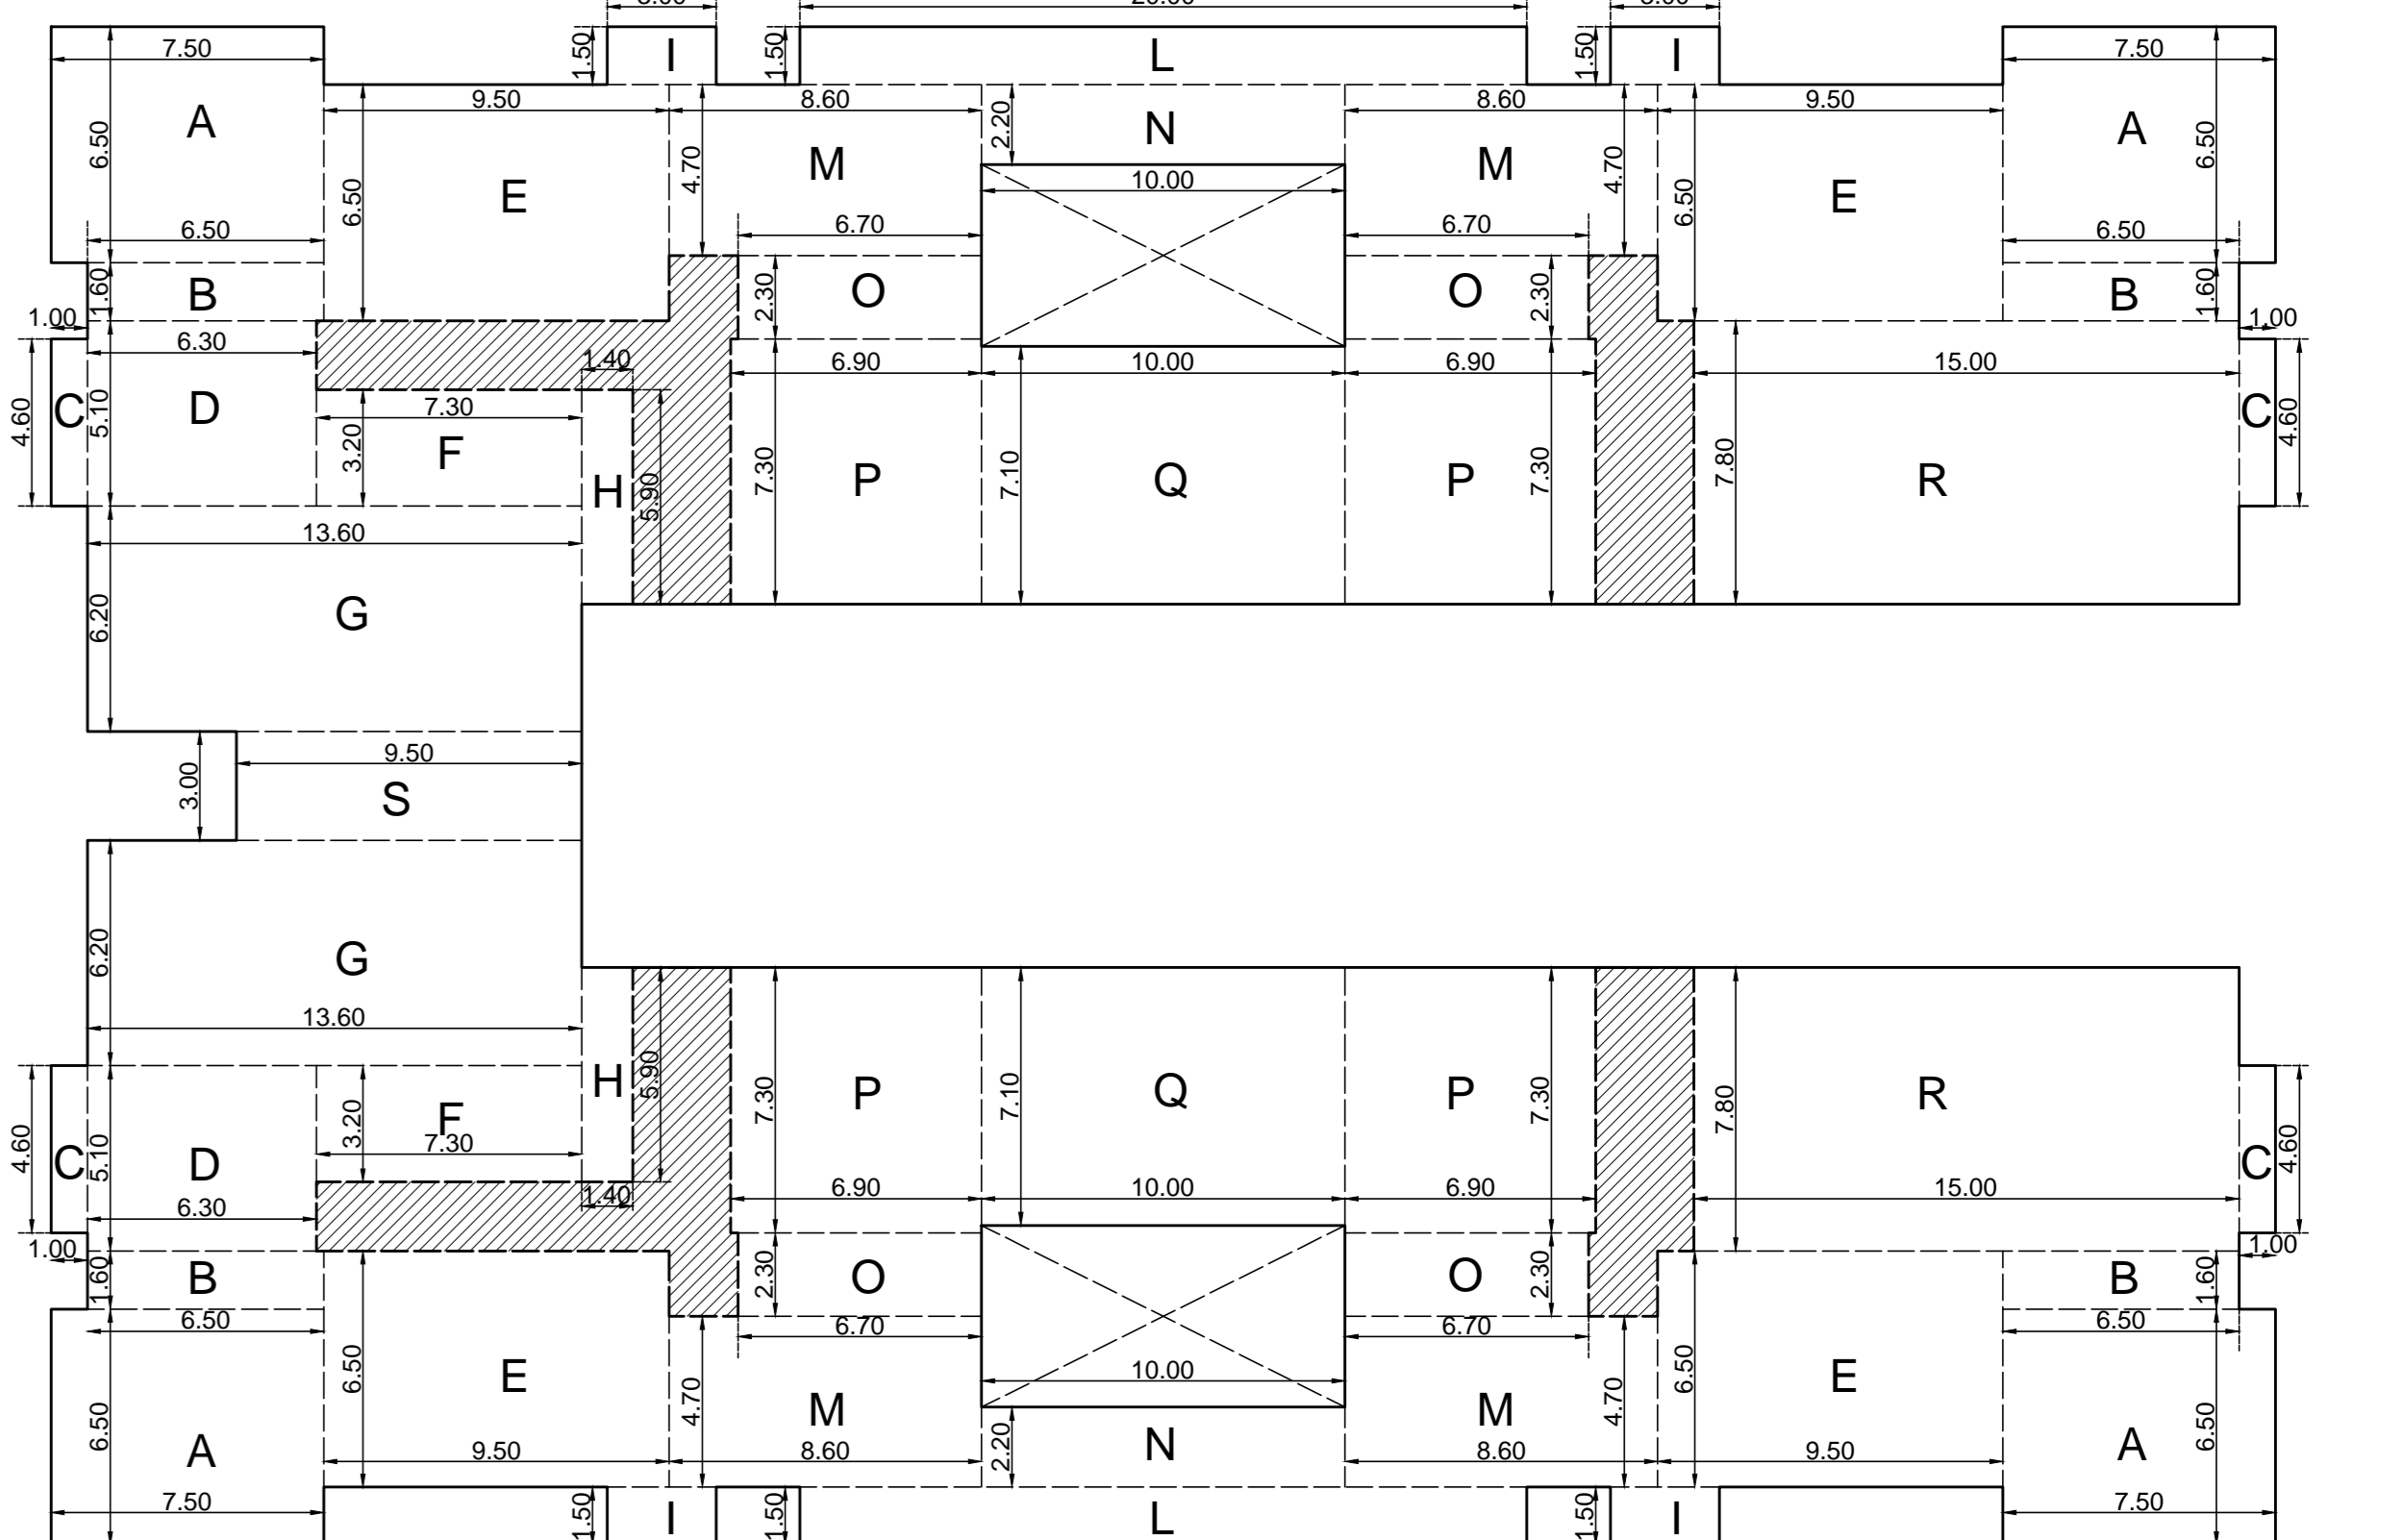 3.00 20.00 3.00
7.50 1.50 I 1.50 L 1.50 I 7.50
9.50 8.60 2.20 N 8.60 9.50
A 6.50 E 6.50 4.70 M 10.00 M 4.70 6.50 E A 6.50
6.50 6.70 6.70 6.50
1.60 B O 2.30 O 2.30 B 1.60
1.00 6.30 1.00
1.40 6.90 10.00 6.90 15.00
4.60 C 5.10 D 7.30 3.20 F C 4.60
H 5.90 P 7.30 Q 7.10 P 7.30 7.80 R
13.60
6.20 G
9.50
3.00 S
6.20 G
13.60
H 5.90 P 7.30 Q 7.10 P 7.30 7.80 R
4.60 C 5.10 D 3.20 F 7.30 C 4.60
6.30 1.40 6.90 10.00 6.90 15.00
1.00 1.00
1.60 B O 2.30 O 2.30 B 1.60
6.50 6.70 6.70 6.50
A 6.50 E 6.50 4.70 M 10.00 M 4.70 6.50 E A 6.50
9.50 8.60 2.20 N 8.60 9.50
7.50 1.50 I 1.50 L 1.50 I 7.50